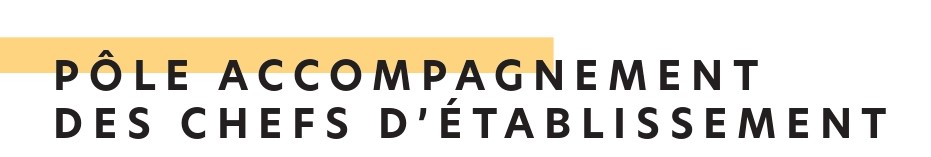 PÔLE ACCOMPAGNEMENT
DES CHEFS D’ÉTABLISSEMENT